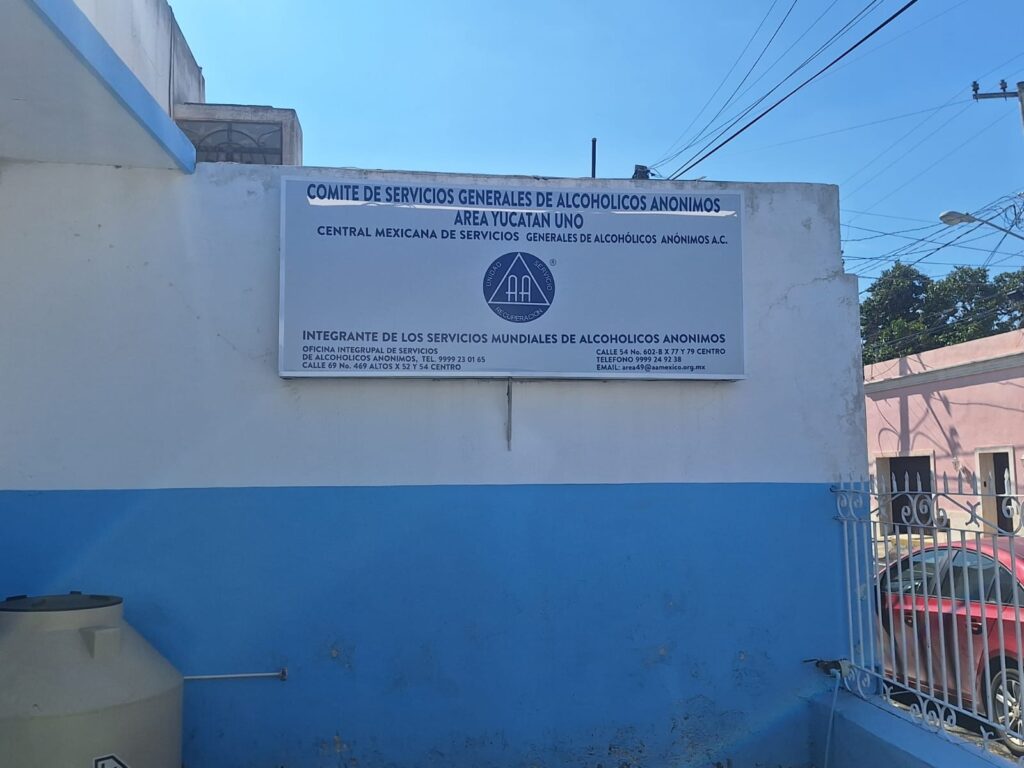 COMITE DE SERVICIOS GENERALES DE ALCOHOLICOS ANONIMOS
AREA YUCATAN UNO
CENTRAL MEXICANA DE SERVICIOS GENERALES DE ALCOHÓLICOS ANÓNIMOS A.C.
UNIDAD SERVICIO
®
AA
RECUPERACIÓN
INTEGRANTE DE LOS SERVICIOS MUNDIALES DE ALCOHOLICOS ANONIMOS
OFICINA INTEGRUPAL DE SERVICIOS
DE ALCOHOLICOS ANONIMOS, TEL. 9999 23 01 65
CALLE 69 No. 469 ALTOS X 52 Y 54 CENTRO
CALLE 54 No. 602-B X 77 Y 79 CENTRO
TELEFONO 9999 24 92 38
EMAIL: area49@aamexico.org.mx